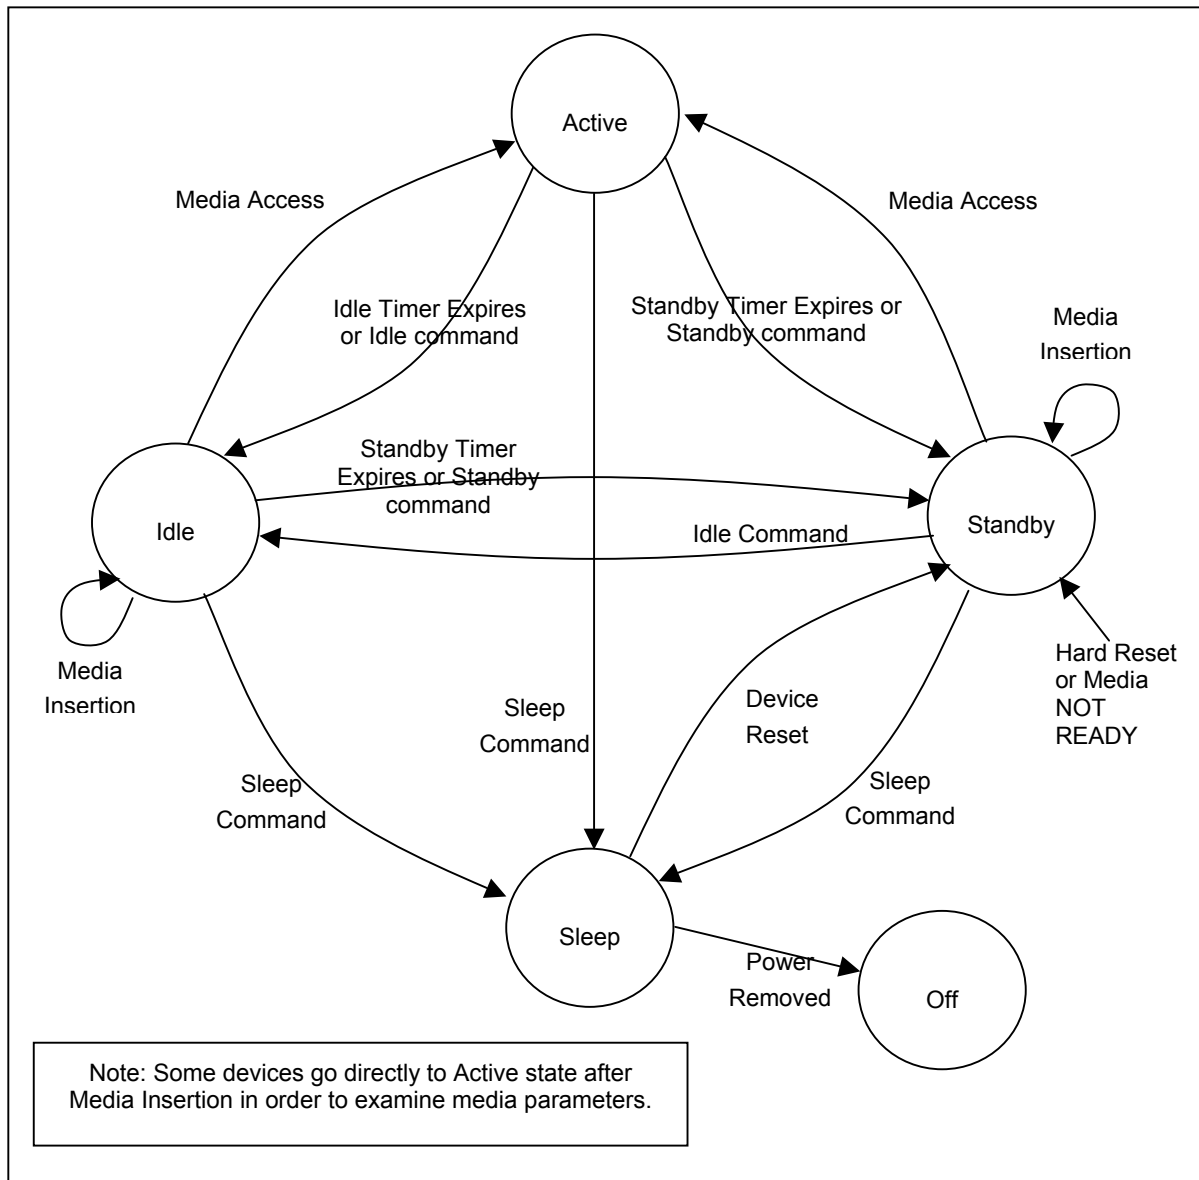 Active
Media Access
Media Access
Idle Timer Expires
or Idle command
Standby Timer Expires or
Standby command
Media
Insertion
Standby Timer
Expires or Standby
command
Idle
Standby
Idle Command
Media
Insertion
Hard Reset
or Media
NOT
READY
Sleep
Command
Device
Reset
Sleep
Command
Sleep
Command
Sleep
Power
Removed
Off
Note: Some devices go directly to Active state after
Media Insertion in order to examine media parameters.